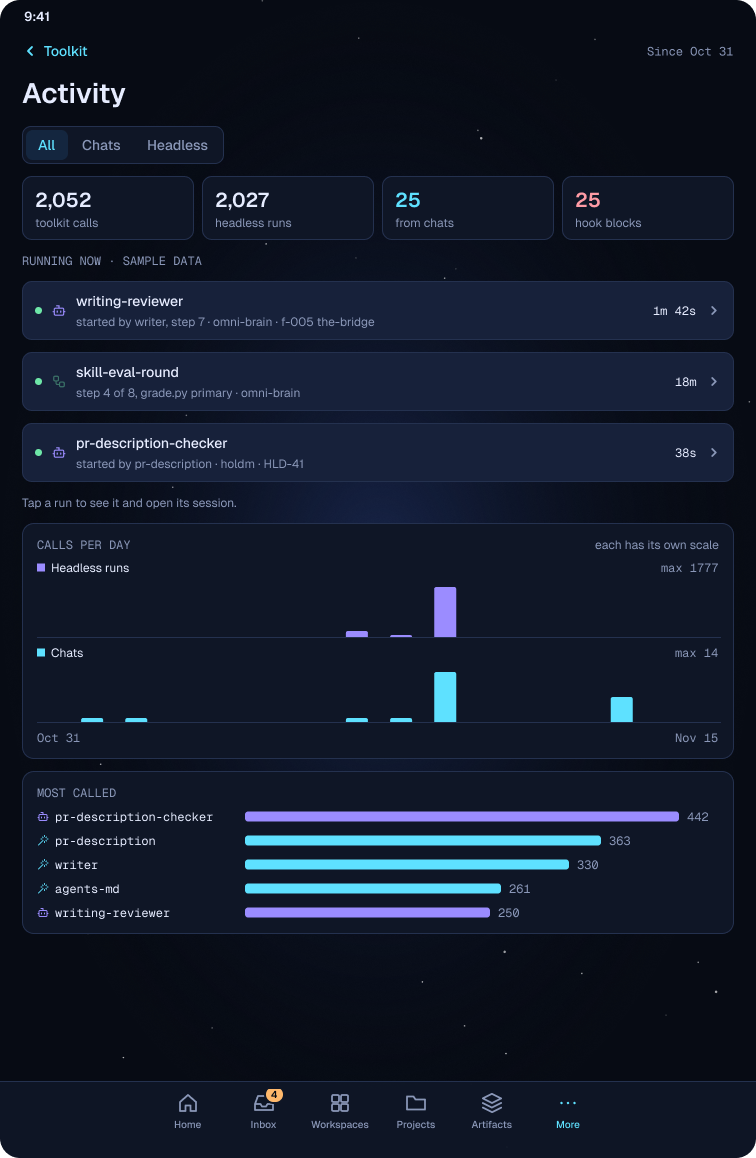 9:41
Toolkit
Since Oct 31
Activity
All Chats Headless
2,052
toolkit calls
2,027
headless runs
25
from chats
25
hook blocks
RUNNING NOW · SAMPLE DATA
writing-reviewer
started by writer, step 7 · omni-brain · f-005 the-bridge
1m 42s
skill-eval-round
step 4 of 8, grade.py primary · omni-brain
18m
pr-description-checker
started by pr-description · holdm · HLD-41
38s
Tap a run to see it and open its session.
CALLS PER DAY
each has its own scale
Headless runs
max 1777
Chats
max 14
Oct 31
Nov 15
MOST CALLED
pr-description-checker 442
pr-description 363
writer 330
agents-md 261
writing-reviewer 250
4
Home Inbox Workspaces Projects Artifacts More